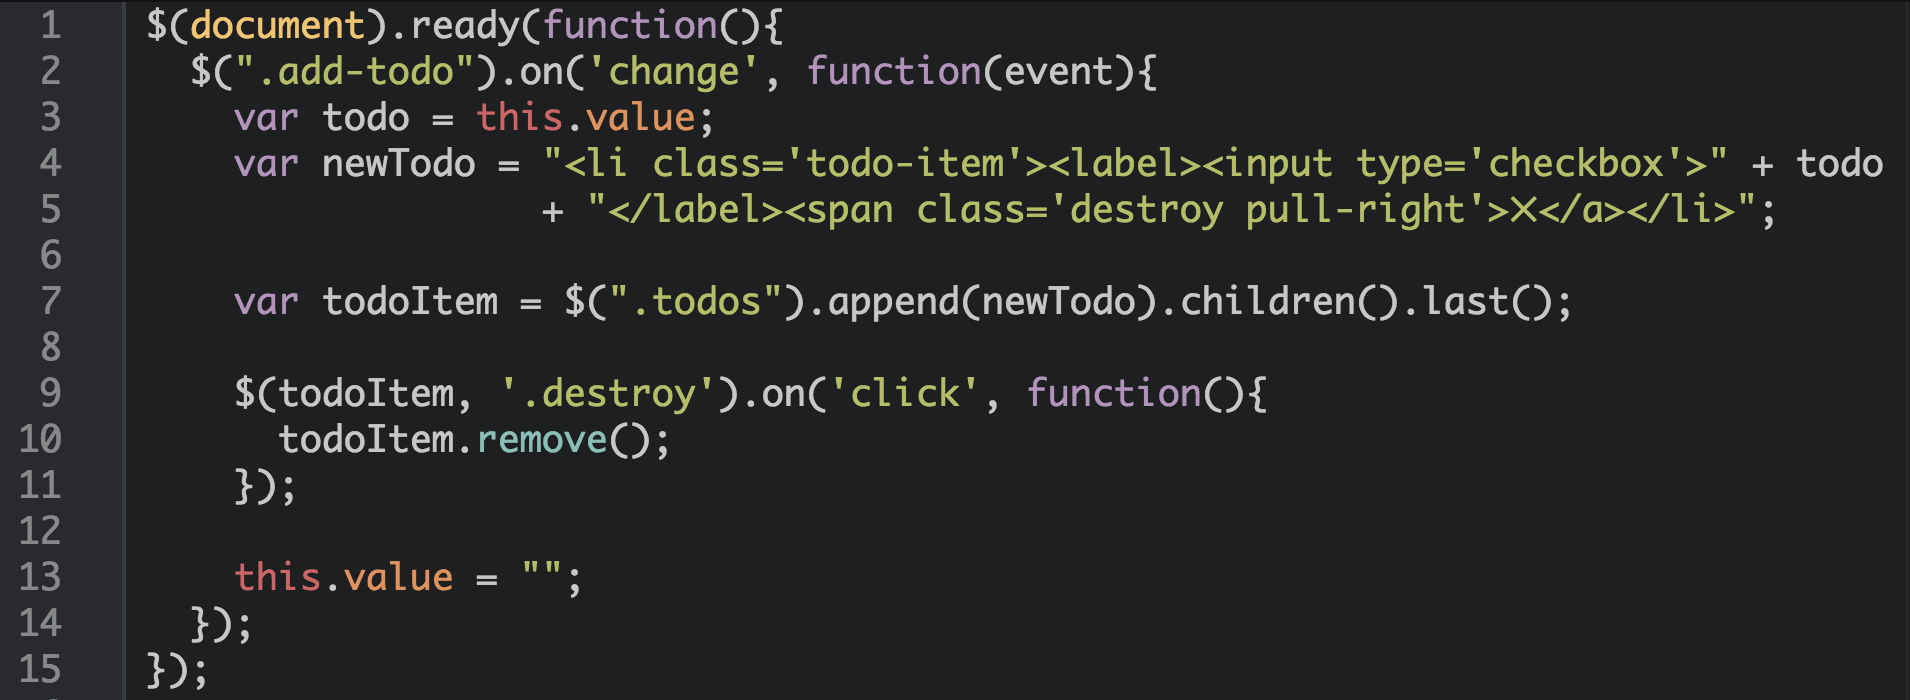 1 $(document).ready(function(){
2 $(".add-todo").on('change', function(event){
3 var todo = this.value;
4 var newTodo = "<li class='todo-item'><label><input type='checkbox'>" + todo
5 + "</label><span class='destroy pull-right'>✕</a></li>";
6
7 var todoItem = $(".todos").append(newTodo).children().last();
8
9 $(todoItem, '.destroy').on('click', function(){
10 todoItem.remove();
11 });
12
13 this.value = "";
14 });
15 });